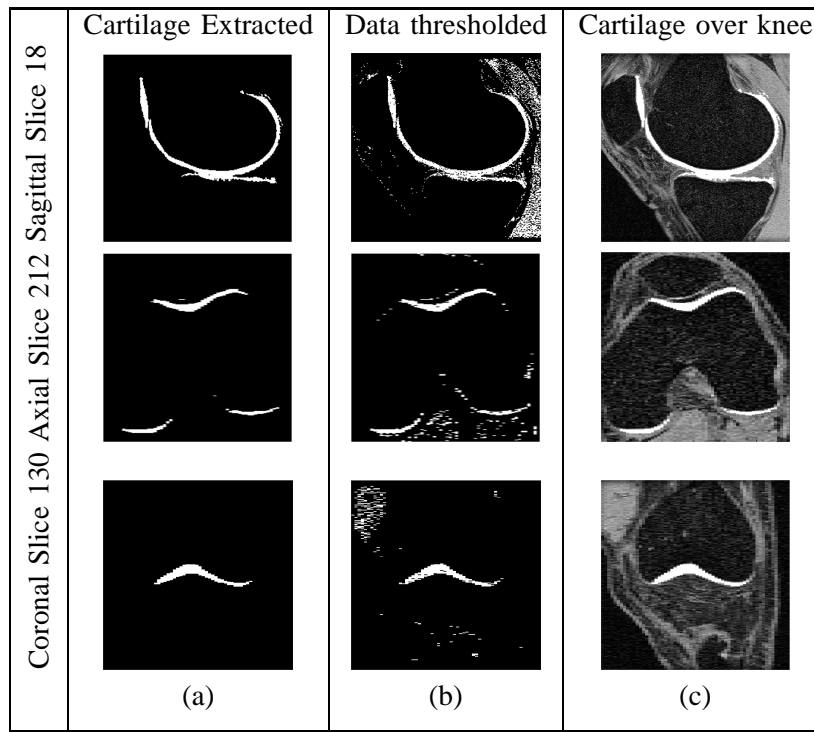 Cartilage Extracted
Data thresholded
Cartilage over knee
Coronal Slice 130 Axial Slice 212 Sagittal Slice 18
(a)
(b)
(c)